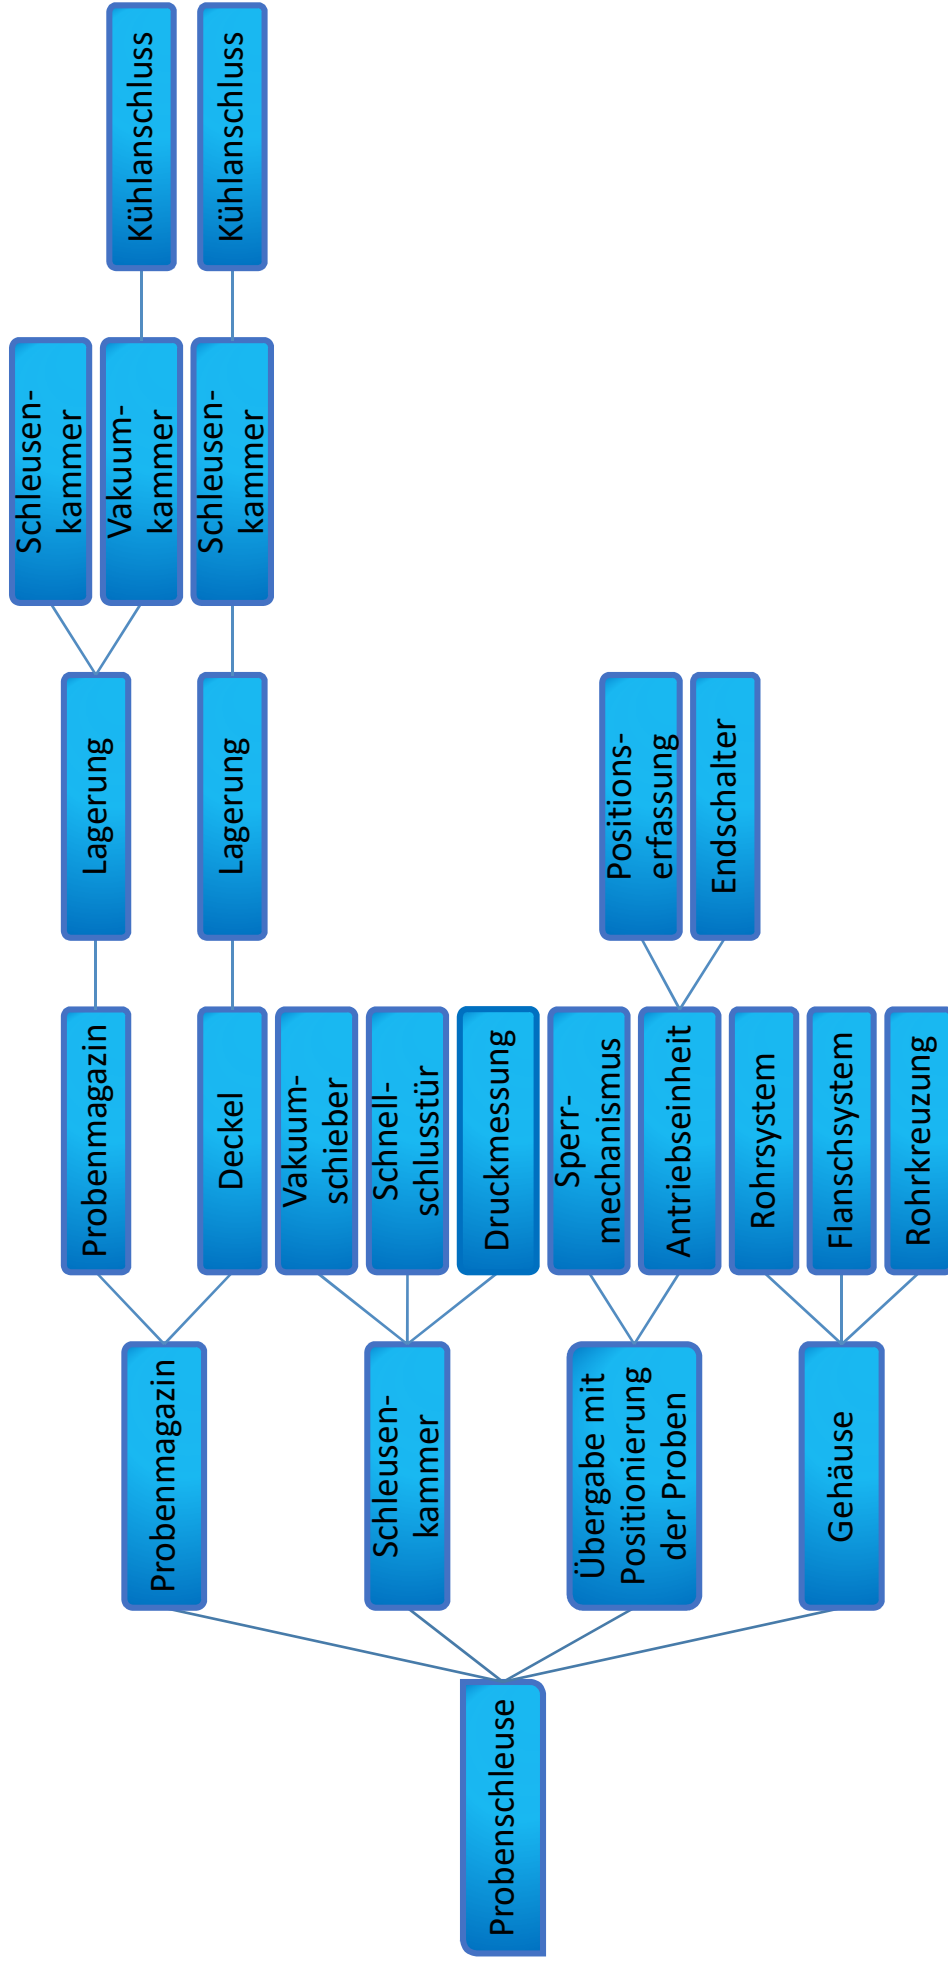 Probenschleuse
Probenmagazin
Probenmagazin
Lagerung
Schleusen-
kammer
Vakuum-
kammer
Kühlanschluss
Deckel
Lagerung
Schleusen-
kammer
Kühlanschluss
Schleusen-
kammer
Vakuum-
schieber
Schnell-
schlusstür
Druckmessung
Übergabe mit
Positionierung
der Proben
Sperr-
mechanismus
Antriebseinheit
Positions-
erfassung
Endschalter
Gehäuse
Rohrsystem
Flanschsystem
Rohrkreuzung